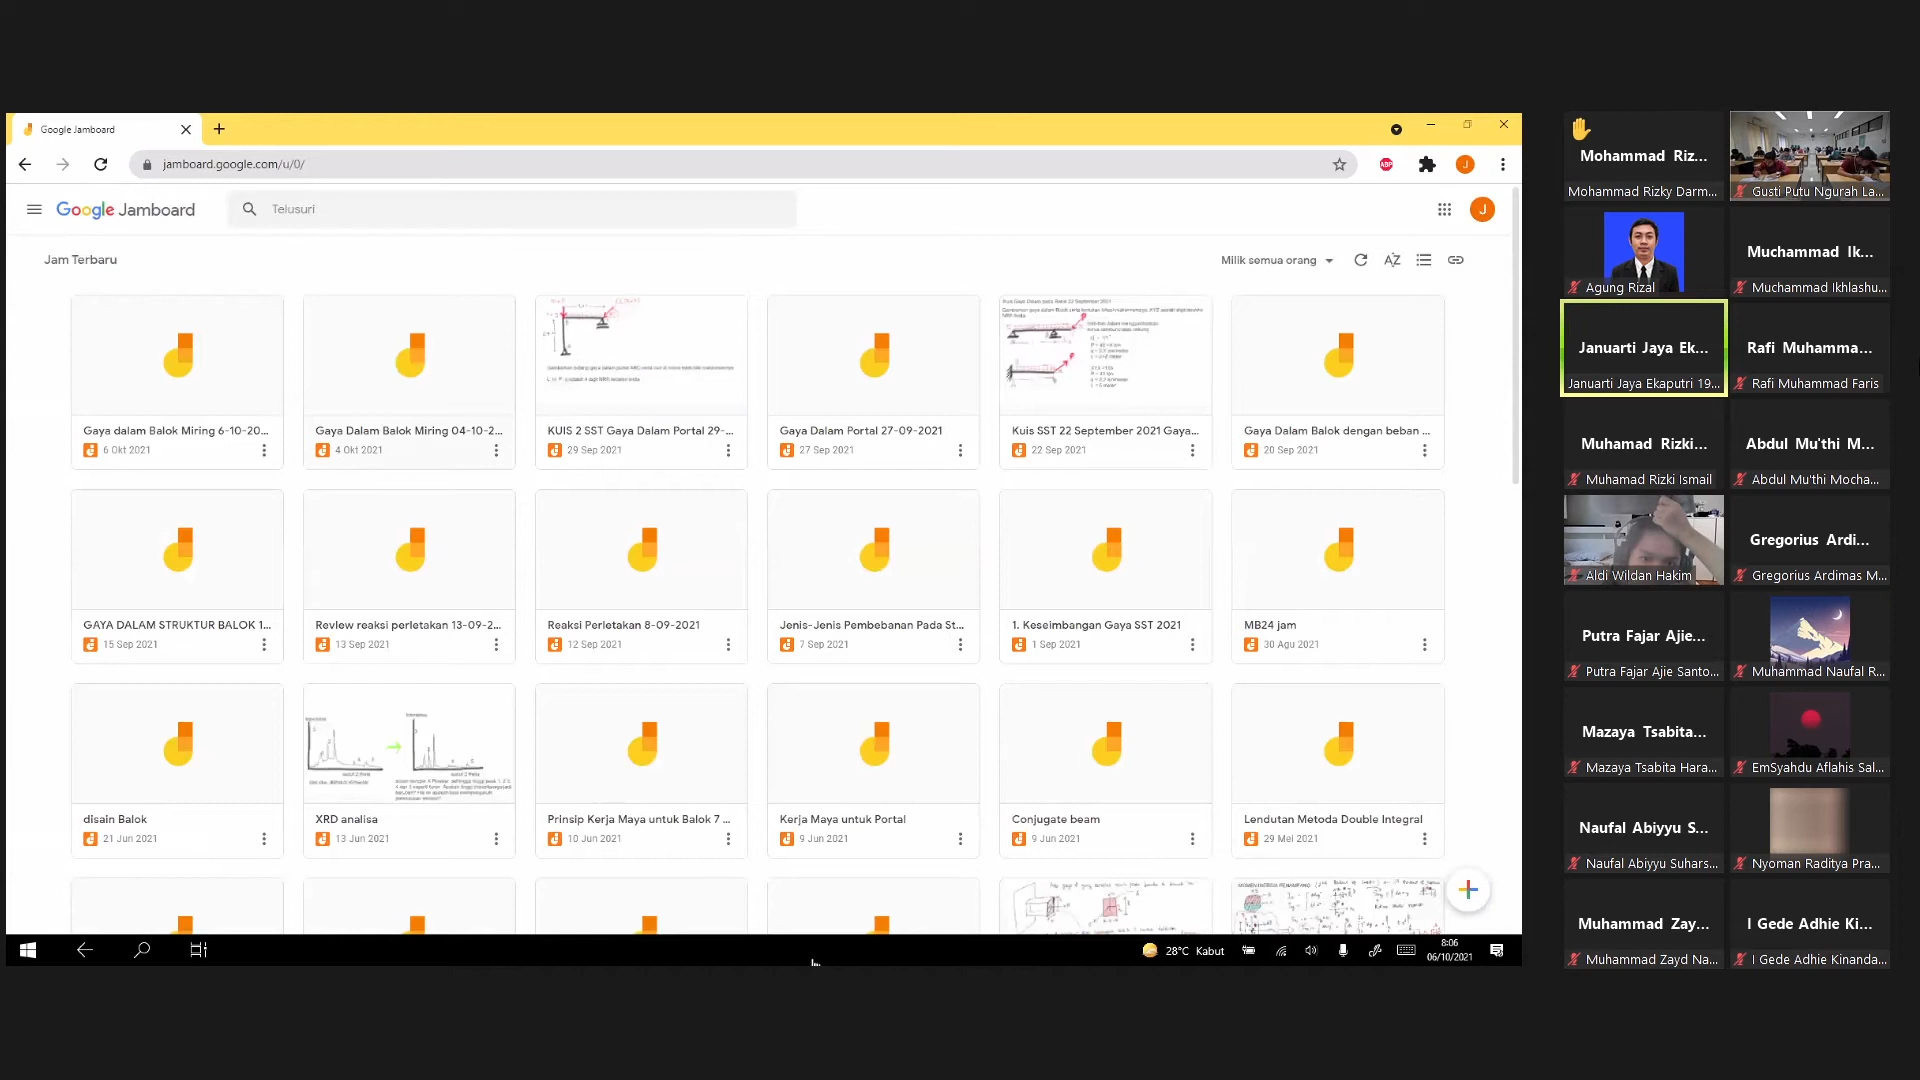 Google Jamboard
jamboard.google.com/u/0/
ABP
J
Google Jamboard
Telusuri
J
Jam Terbaru
Milik semua orang
Gaya dalam Balok Miring 6-10-20...
6 Okt 2021
Gaya Dalam Balok Miring 04-10-2...
4 Okt 2021
KUIS 2 SST Gaya Dalam Portal 29-...
29 Sep 2021
Gaya Dalam Portal 27-09-2021
27 Sep 2021
Kuis SST 22 September 2021 Gaya...
22 Sep 2021
Gaya Dalam Balok dengan beban ...
20 Sep 2021
GAYA DALAM STRUKTUR BALOK 1...
15 Sep 2021
Review reaksi perletakan 13-09-2...
13 Sep 2021
Reaksi Perletakan 8-09-2021
12 Sep 2021
Jenis-Jenis Pembebanan Pada St...
7 Sep 2021
1. Keseimbangan Gaya SST 2021
1 Sep 2021
MB24 jam
30 Agu 2021
disain Balok
21 Jun 2021
XRD analisa
13 Jun 2021
Prinsip Kerja Maya untuk Balok 7 ...
10 Jun 2021
Kerja Maya untuk Portal
9 Jun 2021
Conjugate beam
9 Jun 2021
Lendutan Metoda Double Integral
29 Mei 2021
28°C Kabut
8:06
06/10/2021
Mohammad Riz...
Mohammad Rizky Darm...
Gusti Putu Ngurah La...
Agung Rizal
Muchammad Ik...
Muchammad Ikhlashu...
Januarti Jaya Ek...
Januarti Jaya Ekaputri 19...
Rafi Muhamma...
Rafi Muhammad Faris
Muhamad Rizki...
Muhamad Rizki Ismail
Abdul Mu'thi M...
Abdul Mu'thi Mocha...
Aldi Wildan Hakim
Gregorius Ardi...
Gregorius Ardimas M...
Putra Fajar Ajie...
Putra Fajar Ajie Santo...
Muhammad Naufal R...
Mazaya Tsabita...
Mazaya Tsabita Hara...
EmSyahdu Aflahis Sal...
Naufal Abiyyu S...
Naufal Abiyyu Suhars...
Nyoman Raditya Pra...
Muhammad Zay...
Muhammad Zayd Na...
I Gede Adhie Ki...
I Gede Adhie Kinanda...